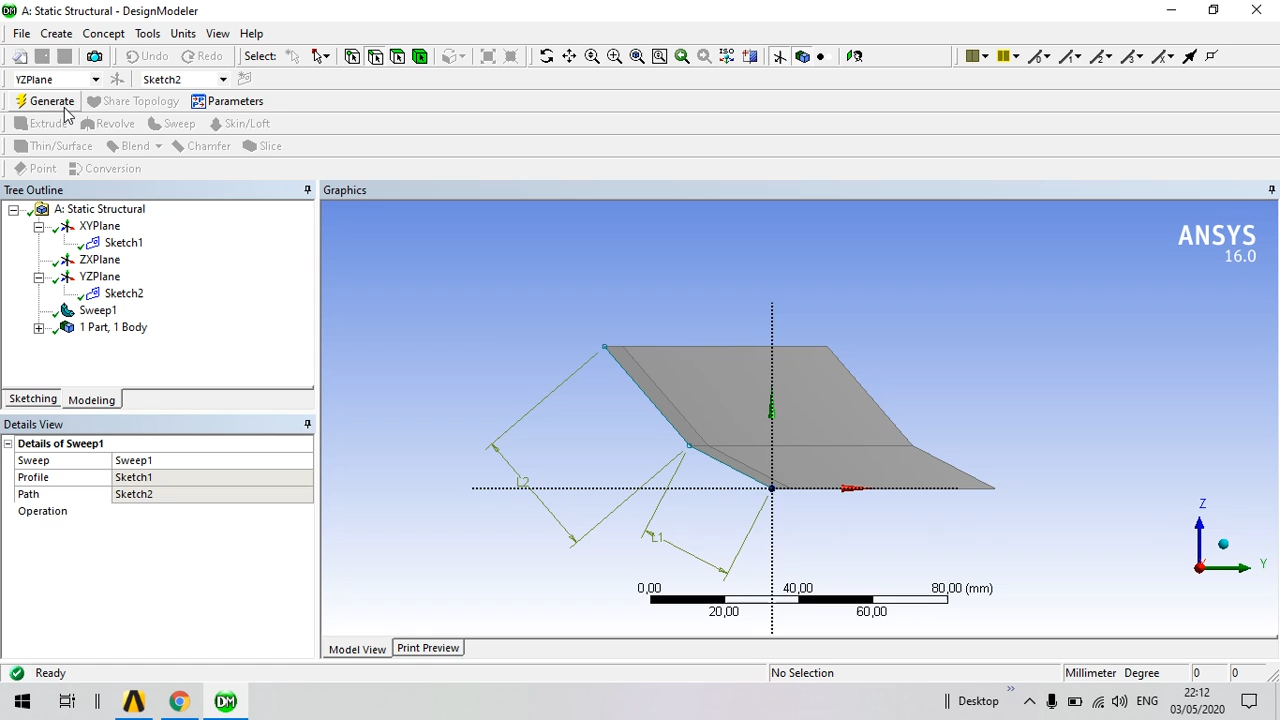 A: Static Structural - DesignModeler
File Create Concept Tools Units View Help
Undo Redo Select:
YZPlane Sketch2
Generate Share Topology Parameters
Extrude Revolve Sweep Skin/Loft
Thin/Surface Blend Chamfer Slice
Point Conversion
Tree Outline
A: Static Structural
XYPlane
Sketch1
ZXPlane
YZPlane
Sketch2
Sweep1
1 Part, 1 Body
Sketching Modeling
Details View
Details of Sweep1
Sweep Sweep1
Profile Sketch1
Path Sketch2
Operation
Graphics
ANSYS
16.0
L2
L1
0,00 40,00 80,00 (mm)
20,00 60,00
Z
Y
Model View Print Preview
Ready No Selection Millimeter Degree 0 0
Desktop ENG 22:12
03/05/2020